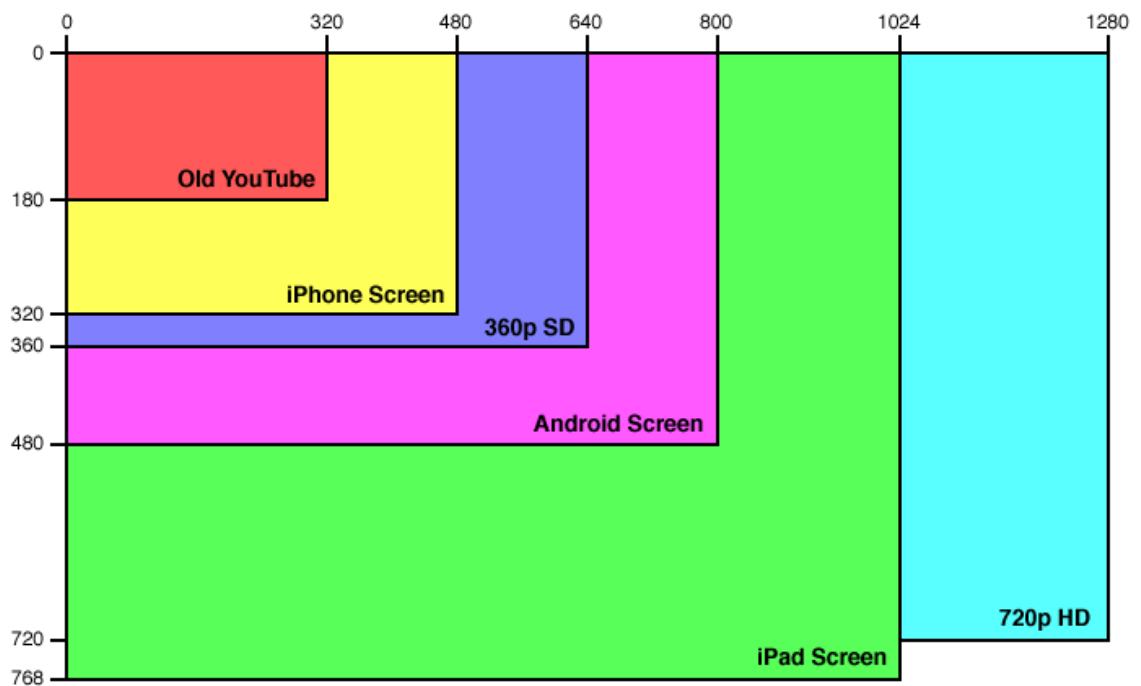 0 320 480 640 800 1024 1280
0
Old YouTube
180
iPhone Screen
320
360p SD
360
Android Screen
480
720p HD
720
iPad Screen
768